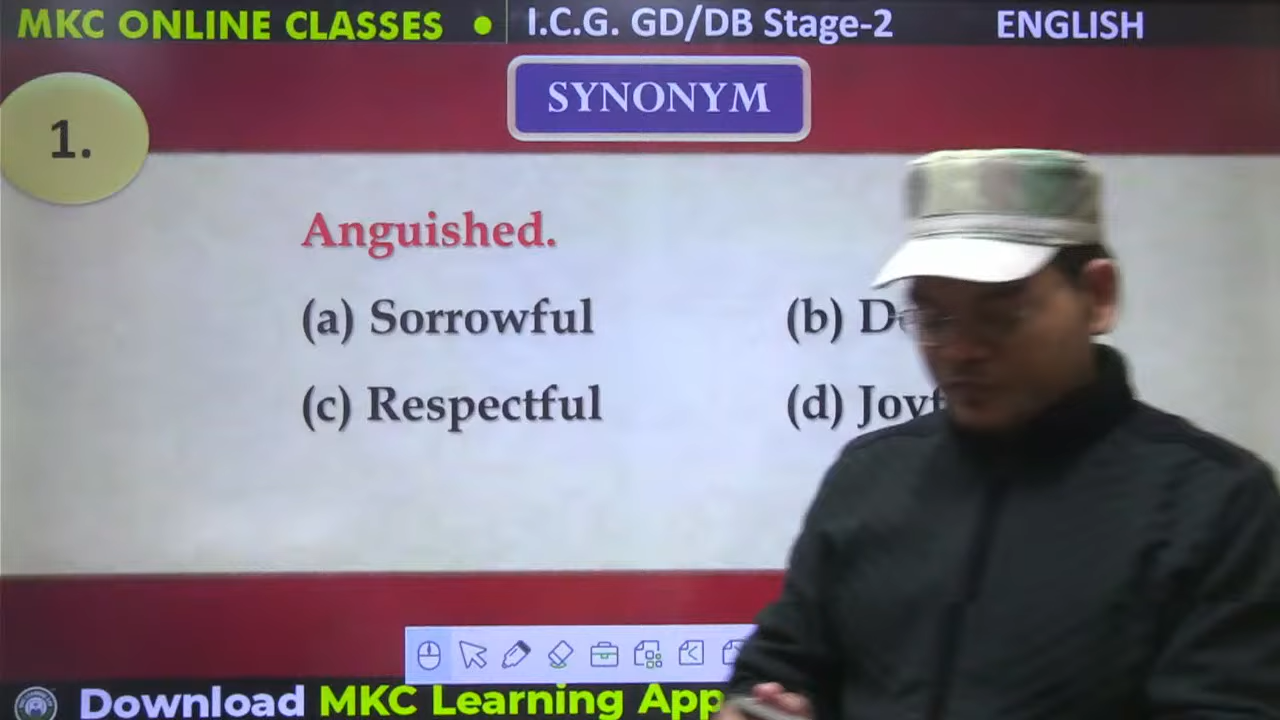 MKC ONLINE CLASSES • I.C.G. GD/DB Stage-2 ENGLISH
SYNONYM
1.
Anguished.
(a) Sorrowful (b)
(c) Respectful (d)
Download MKC Learning App